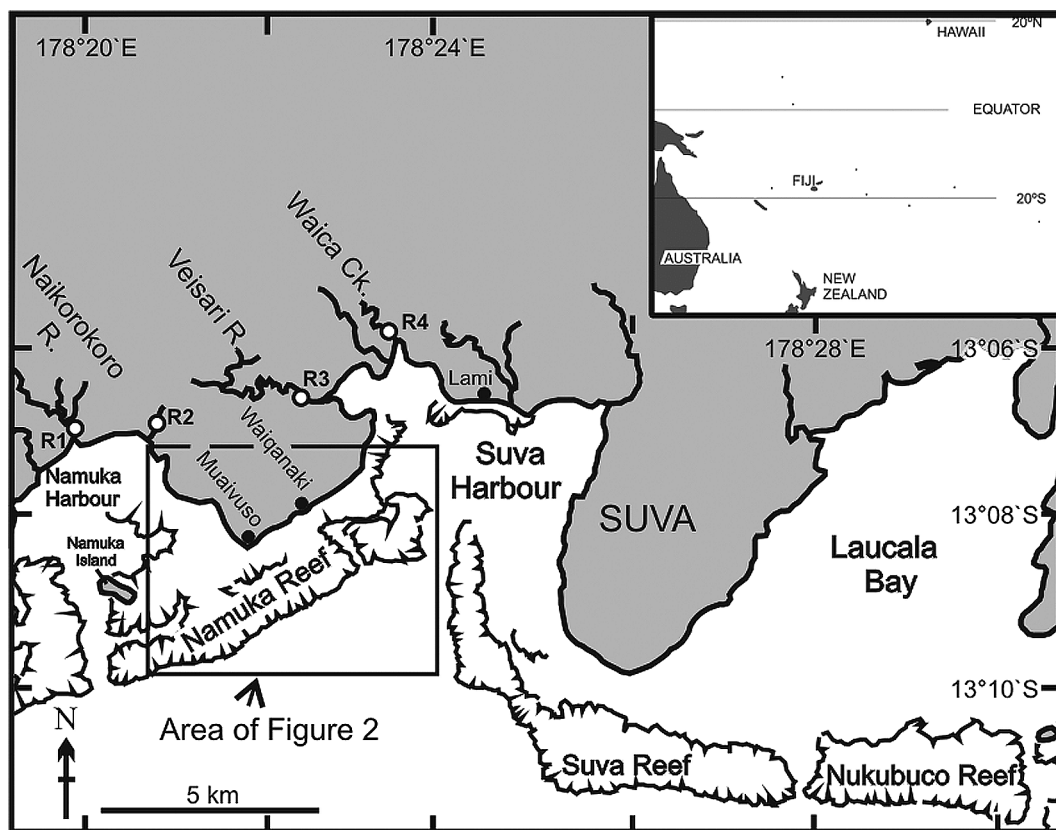 178°20`E
178°24`E
20ºN
HAWAII
EQUATOR
FIJI
20ºS
AUSTRALIA
NEW
ZEALAND
Waica Ck.
Veisari R.
Naikorokoro
R.
R4
178°28`E
13°06`S
Lami
R3
R2
R1
Waiqanaki
Muaivuso
Namuka
Harbour
Suva
Harbour
SUVA
13°08`S
Laucala
Bay
Namuka
Island
Namuka Reef
13°10`S
N
Area of Figure 2
Suva Reef
Nukubuco Reef
5 km